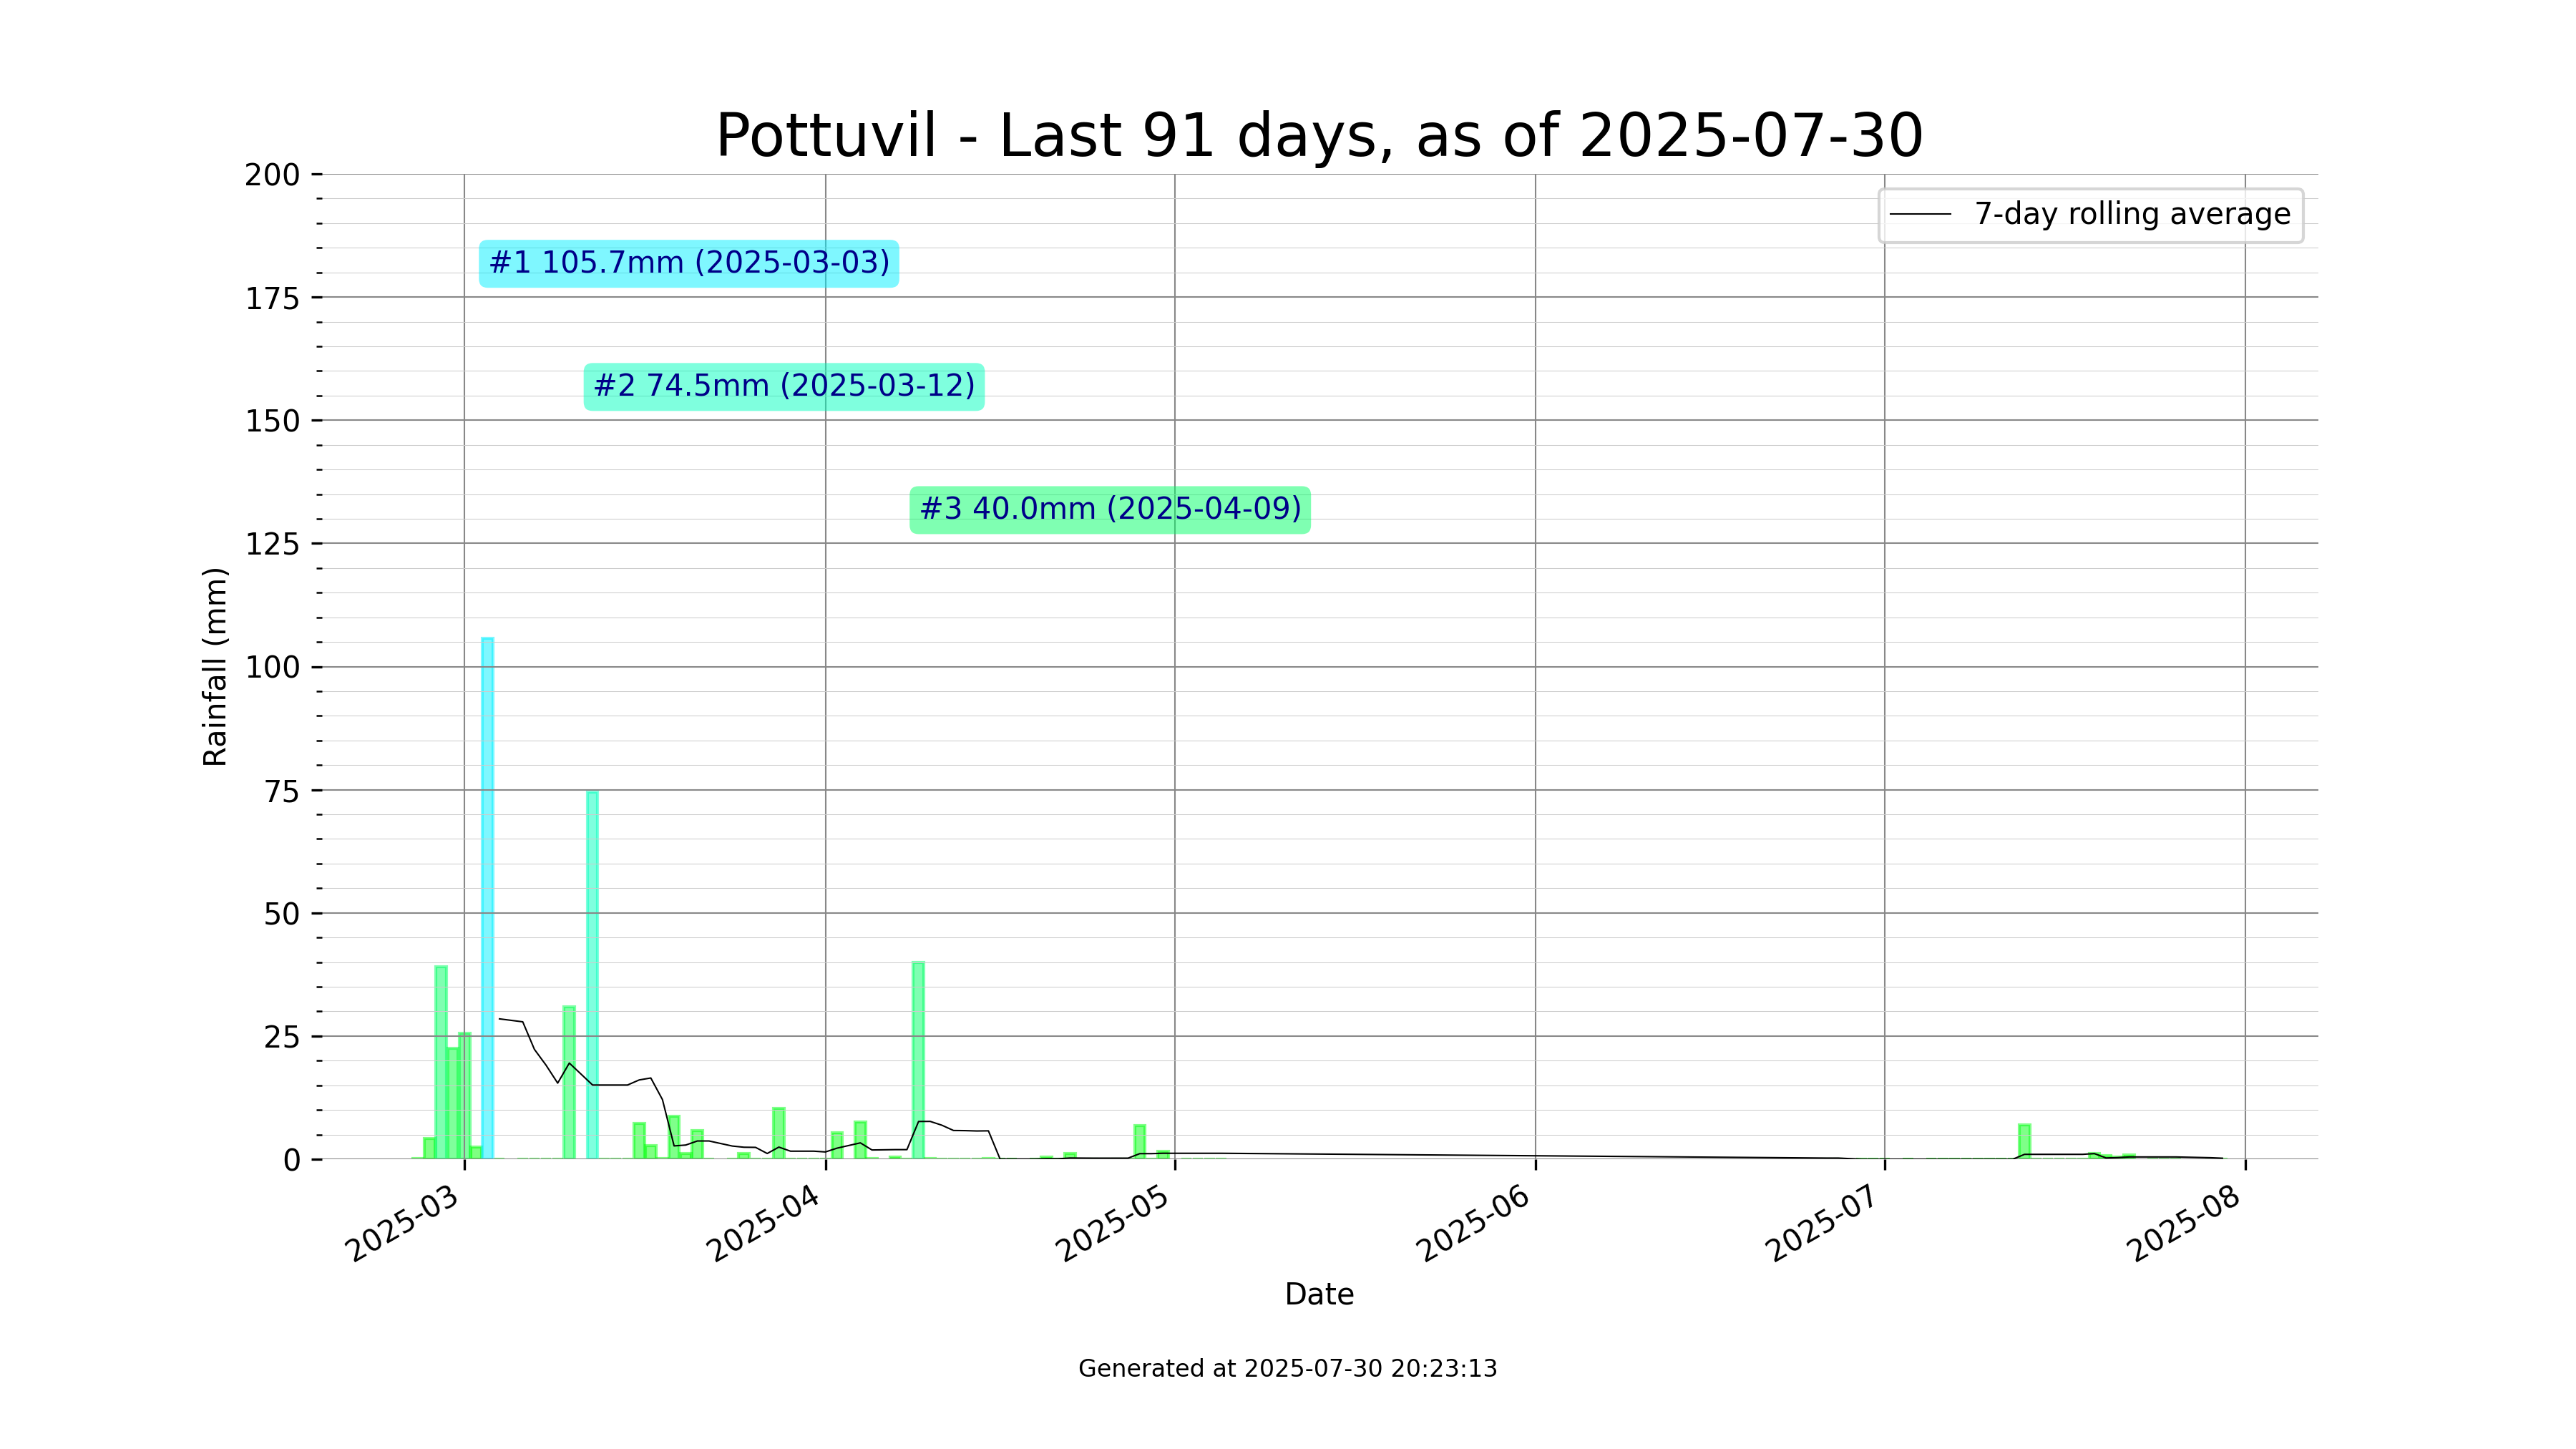 Pottuvil - Last 91 days, as of 2025-07-30
7-day rolling average
#1 105.7mm (2025-03-03)
#2 74.5mm (2025-03-12)
#3 40.0mm (2025-04-09)
Rainfall (mm)
200
175
150
125
100
75
50
25
0
2025-03
2025-04
2025-05
2025-06
2025-07
2025-08
Date
Generated at 2025-07-30 20:23:13